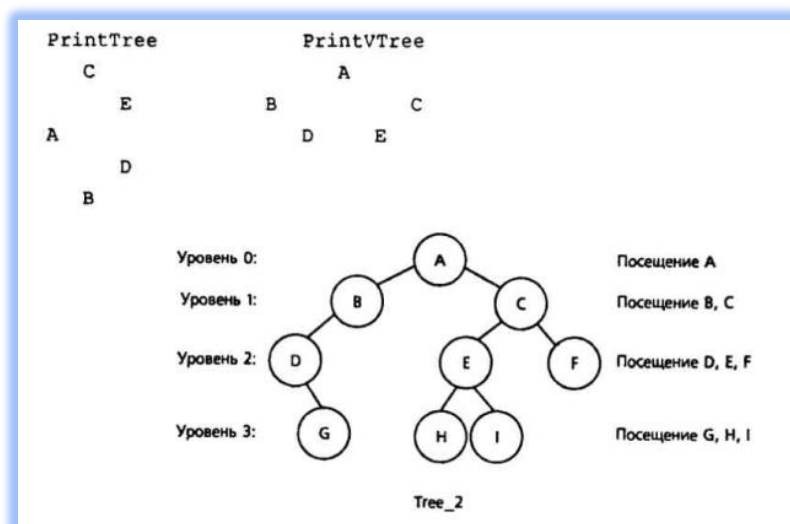 PrintTree PrintVTree
C A
E B C
A D E
D
B
Уровень 0: A Посещение A
Уровень 1: B C Посещение B, C
Уровень 2: D E F Посещение D, E, F
Уровень 3: G H I Посещение G, H, I
Tree_2